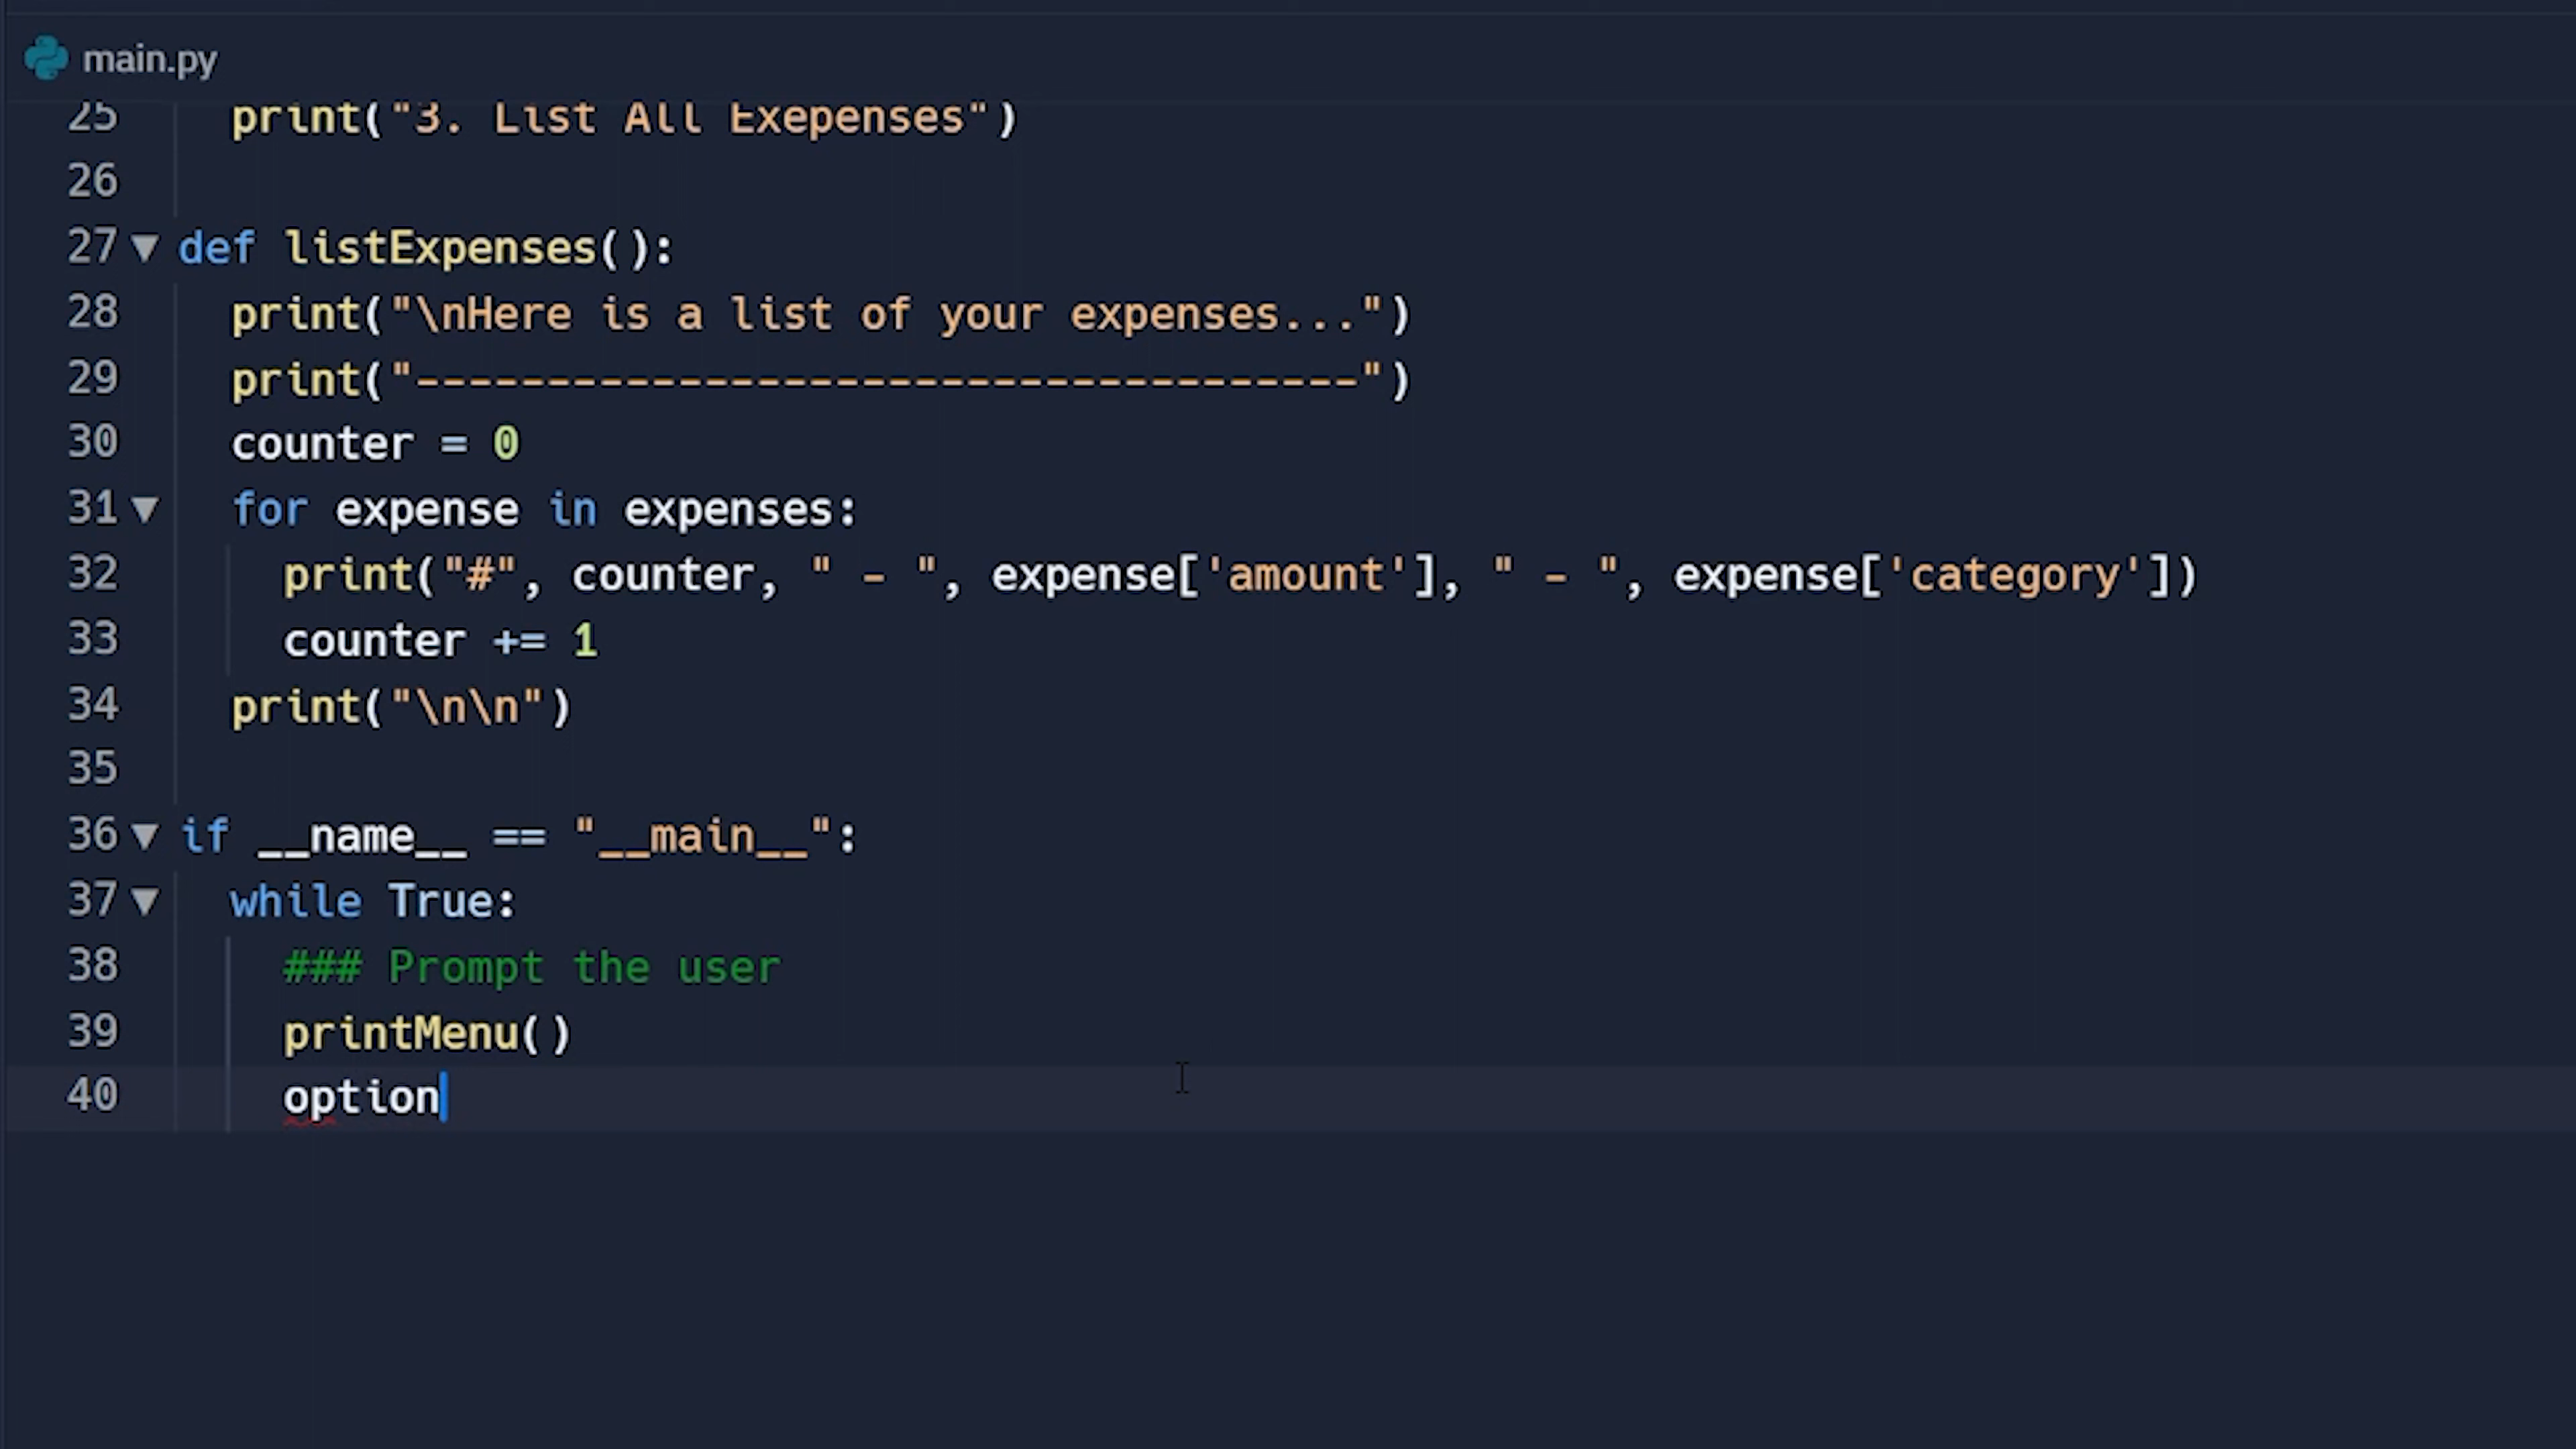 main.py
25 print("3. List All Exepenses")
26
27 def listExpenses():
28 print("\nHere is a list of your expenses...")
29 print("------------------------------------")
30 counter = 0
31 for expense in expenses:
32 print("#", counter, " - ", expense['amount'], " - ", expense['category'])
33 counter += 1
34 print("\n\n")
35
36 if __name__ == "__main__":
37 while True:
38 ### Prompt the user
39 printMenu()
40 option